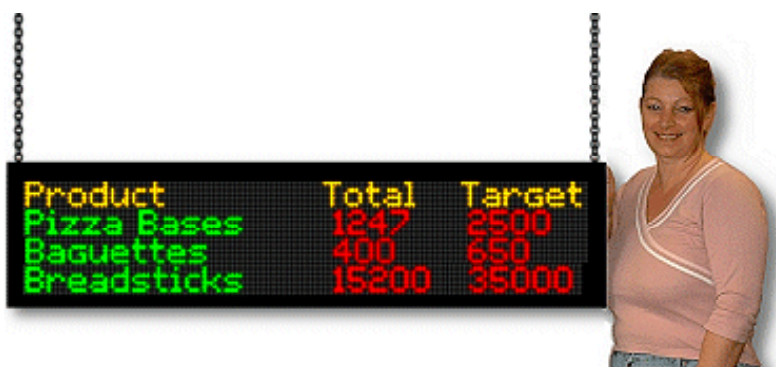 Product Total Target
Pizza Bases 1247 2500
Baguettes 400 650
Breadsticks 15200 35000